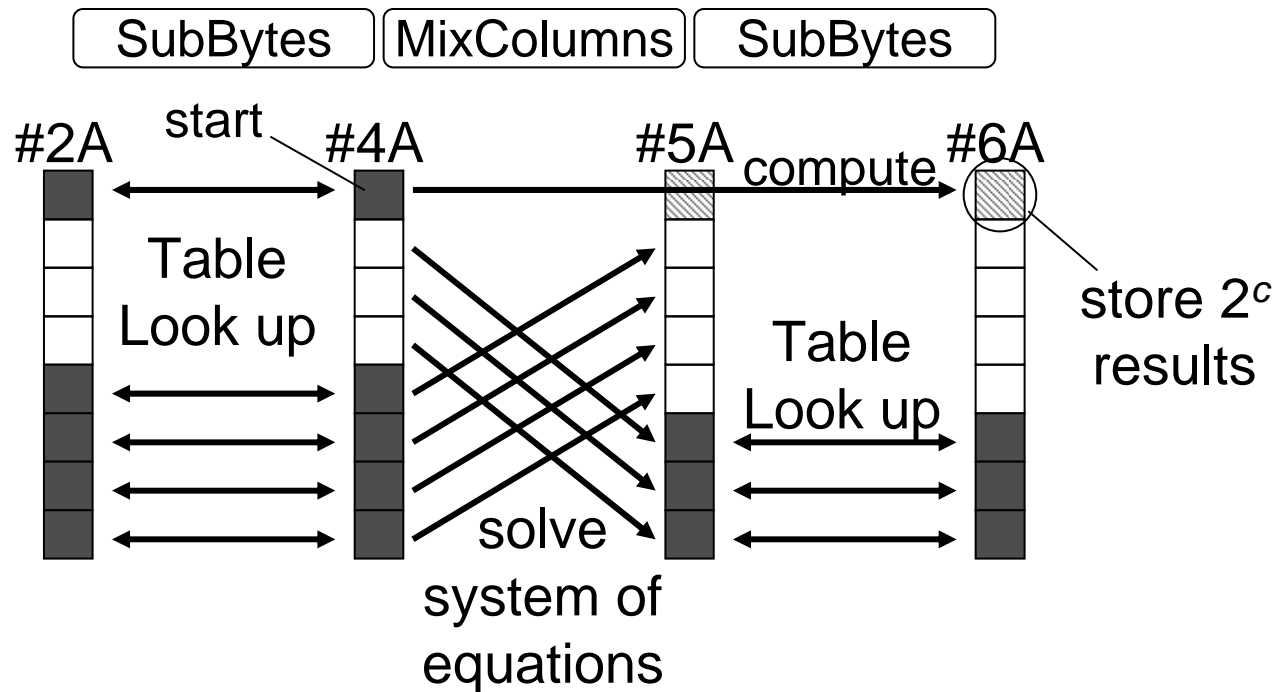 SubBytes
MixColumns
SubBytes
start
#2A
#4A
#5A
#6A
compute
Table
Look up
Table
Look up
store 2^c
results
solve
system of
equations